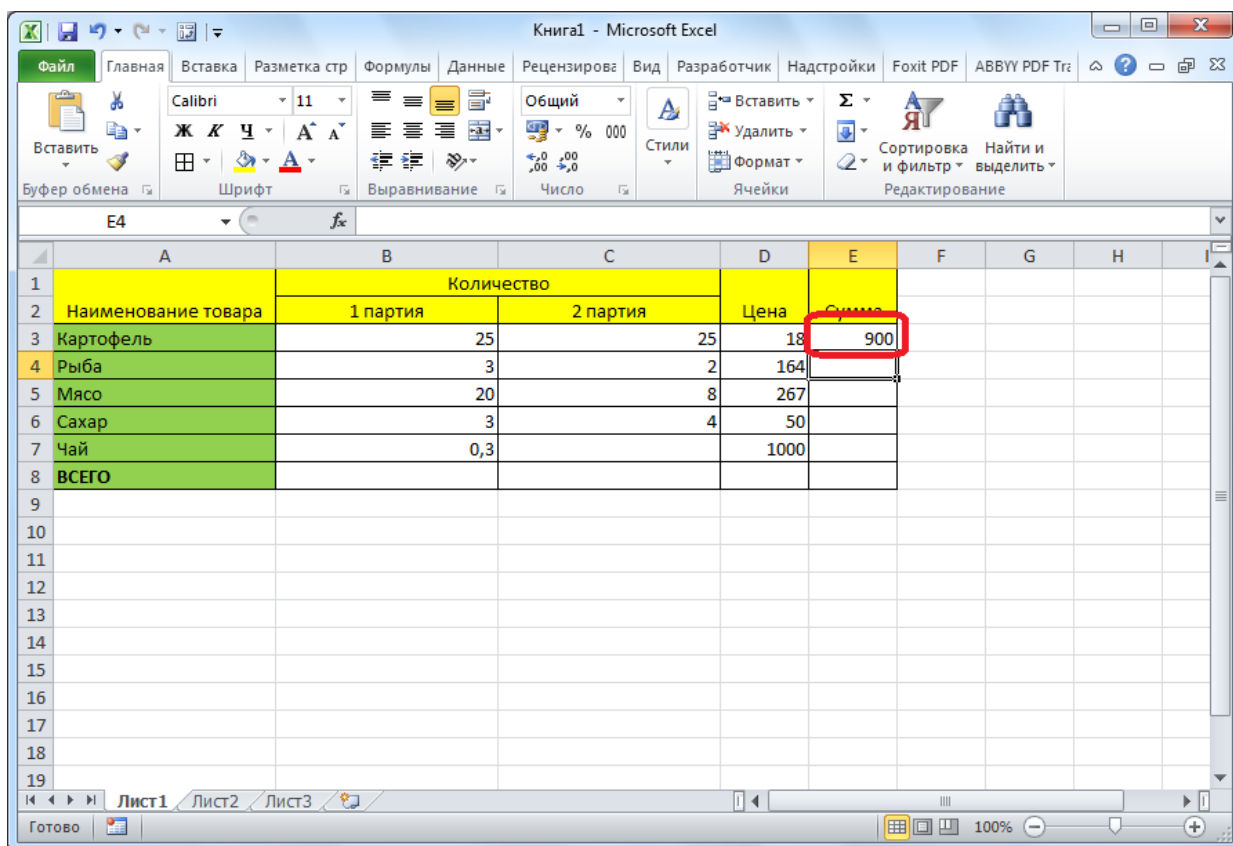 Книга1 - Microsoft Excel
Файл Главная Вставка Разметка стр Формулы Данные Рецензирова Вид Разработчик Надстройки Foxit PDF ABBYY PDF Tra
Calibri 11 Общий Вставить Σ
Ж К Ч А А % 000 Удалить
Вставить Стили Формат Сортировка и фильтр Найти и выделить
Буфер обмена Шрифт Выравнивание Число Ячейки Редактирование
E4 fx
A B C D E F G H I
1 Количество
2 Наименование товара 1 партия 2 партия Цена Сумма
3 Картофель 25 25 18 900
4 Рыба 3 2 164
5 Мясо 20 8 267
6 Сахар 3 4 50
7 Чай 0,3 1000
8 ВСЕГО
9
10
11
12
13
14
15
16
17
18
19
Лист1 Лист2 Лист3
Готово 100%